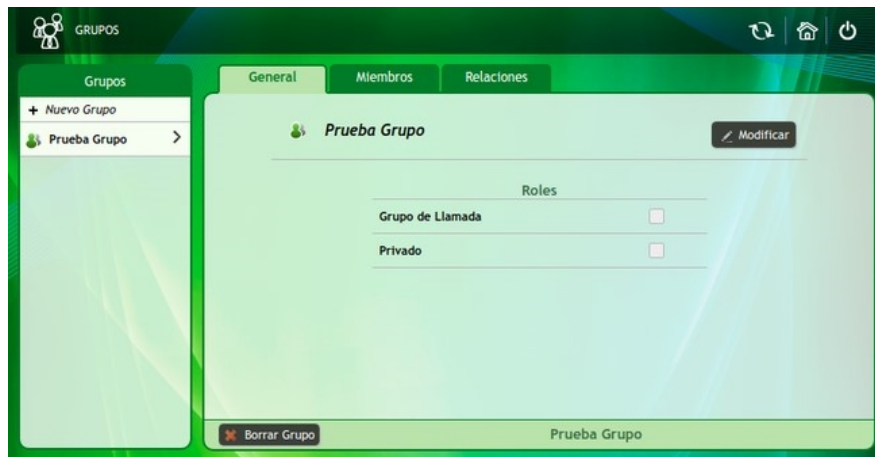 GRUPOS
Grupos
+ Nuevo Grupo
Prueba Grupo
General
Miembros
Relaciones
Prueba Grupo
Modificar
Roles
Grupo de Llamada
Privado
Borrar Grupo
Prueba Grupo